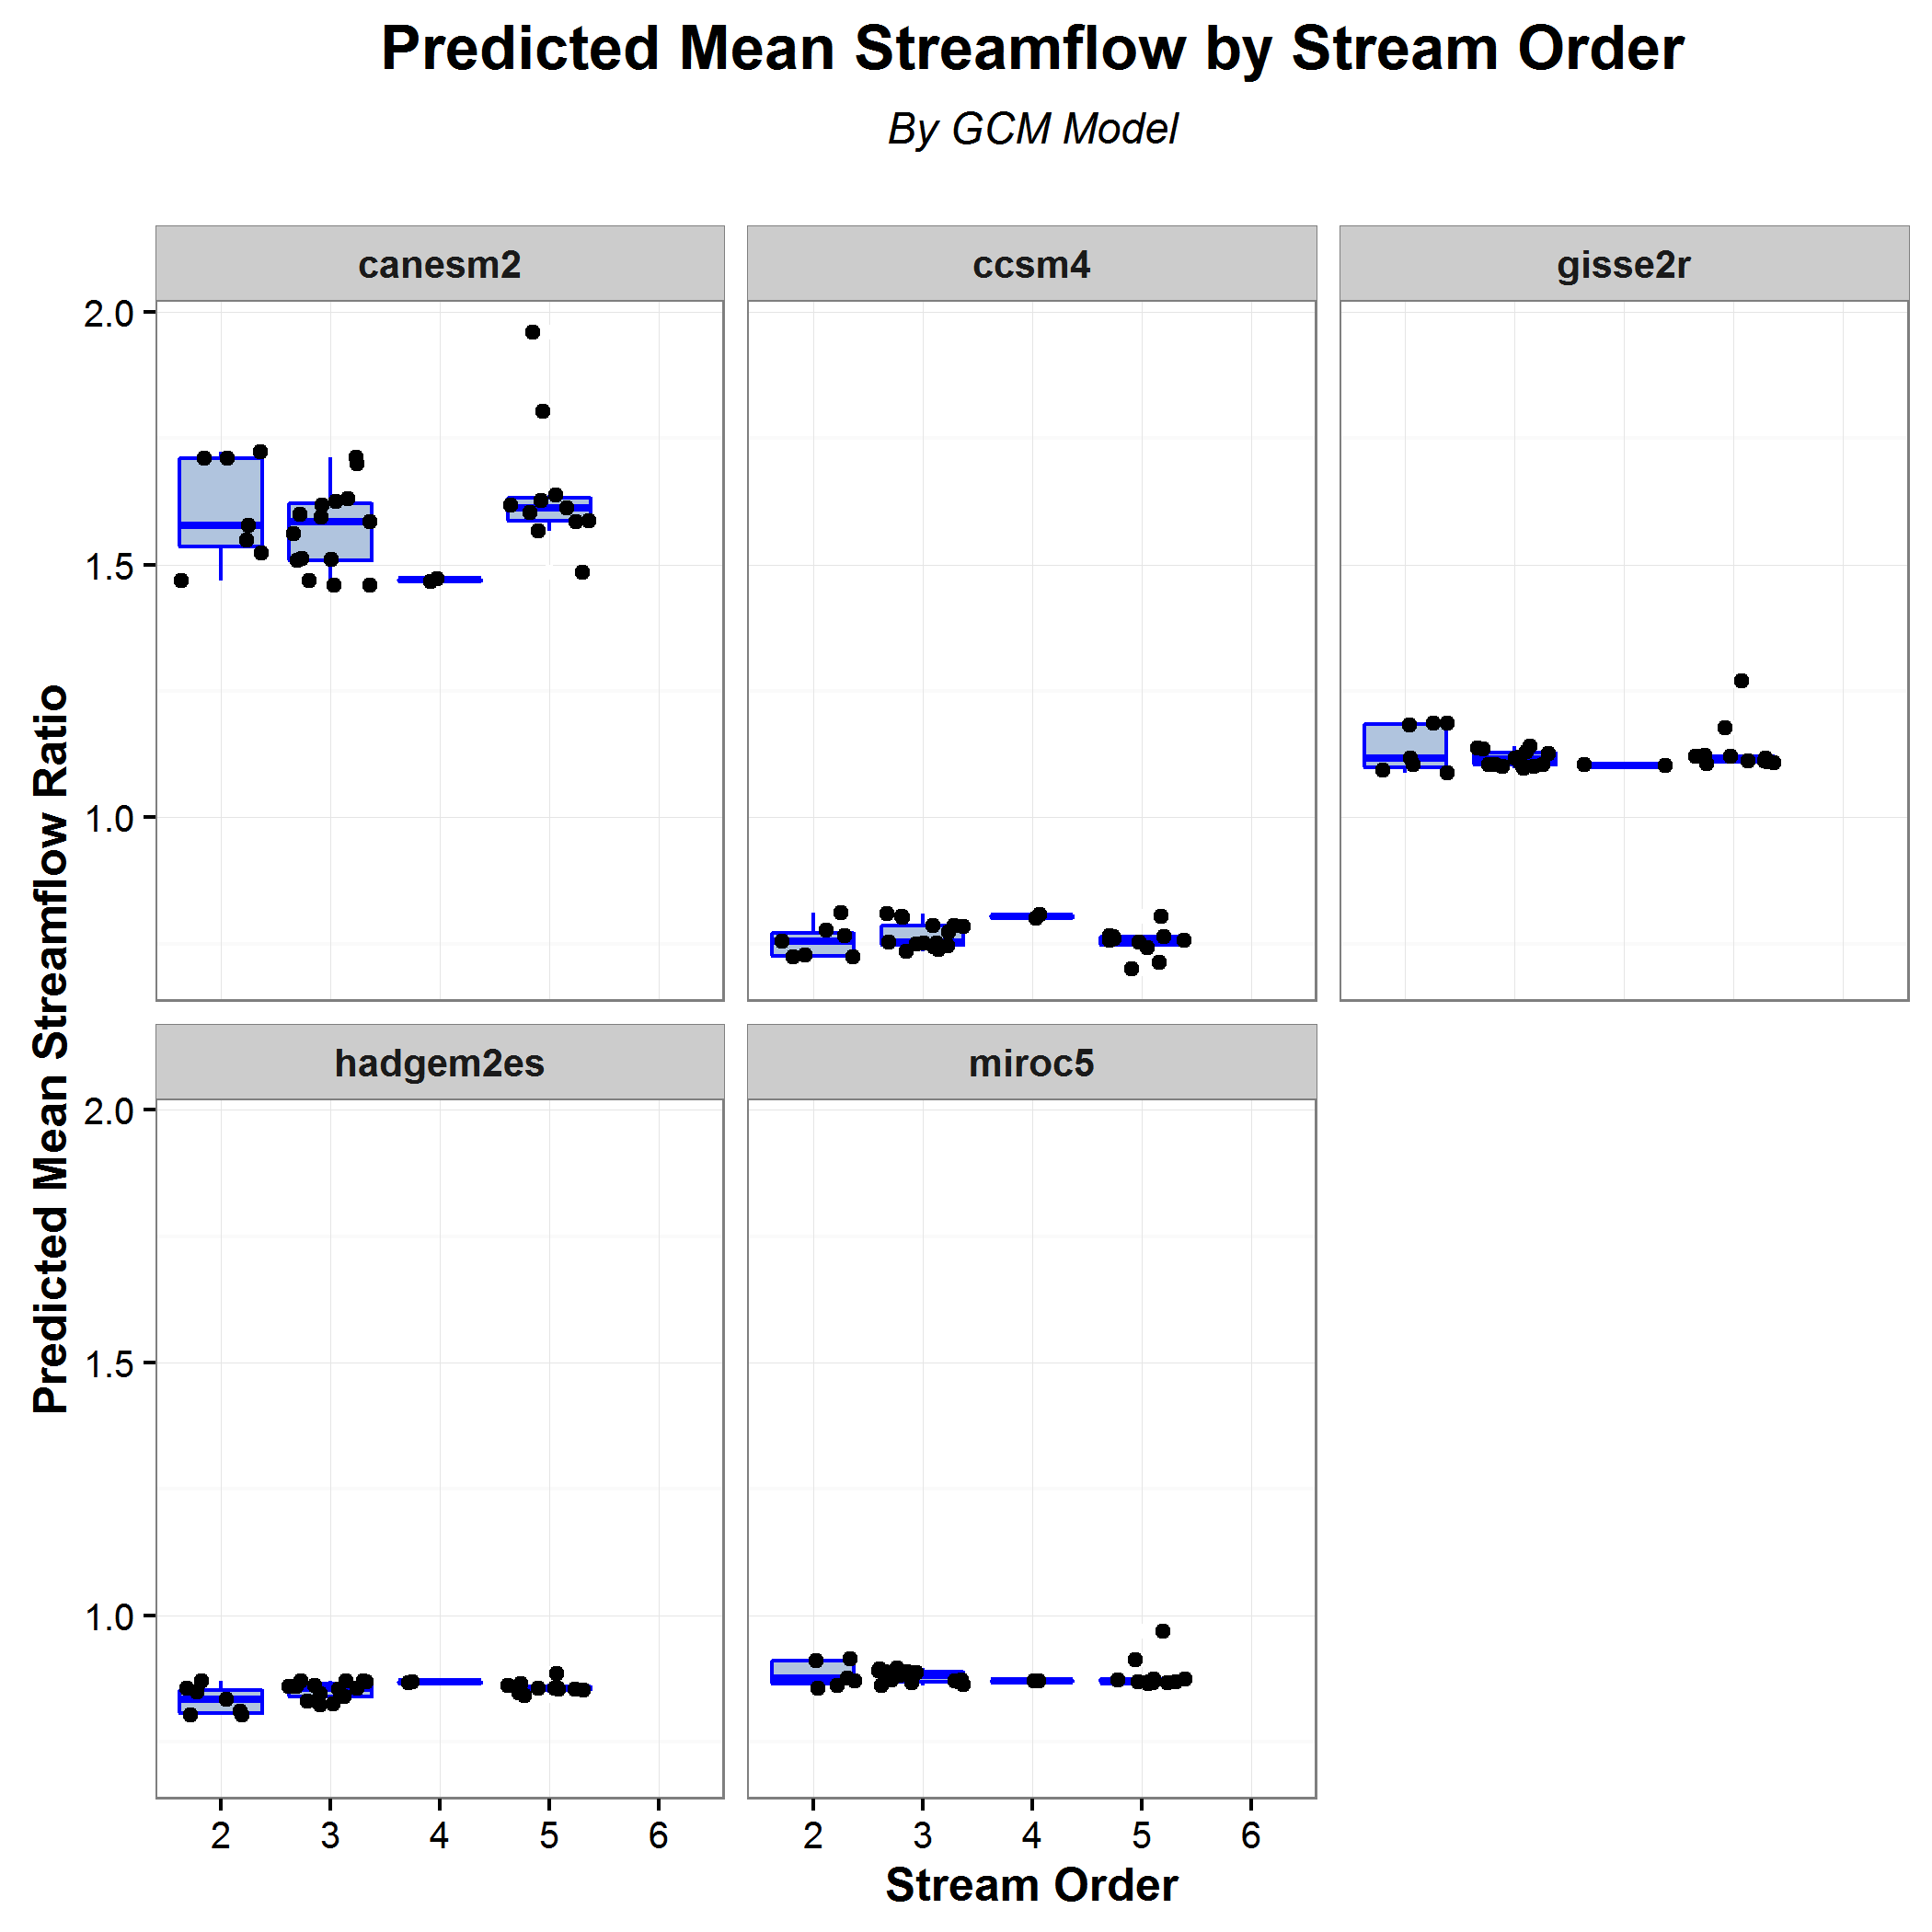 Predicted Mean Streamflow by Stream Order
By GCM Model
canesm2
ccsm4
gisse2r
2.0
1.5
1.0
Predicted Mean Streamflow Ratio
hadgem2es
miroc5
2.0
1.5
1.0
2 3 4 5 6
2 3 4 5 6
Stream Order